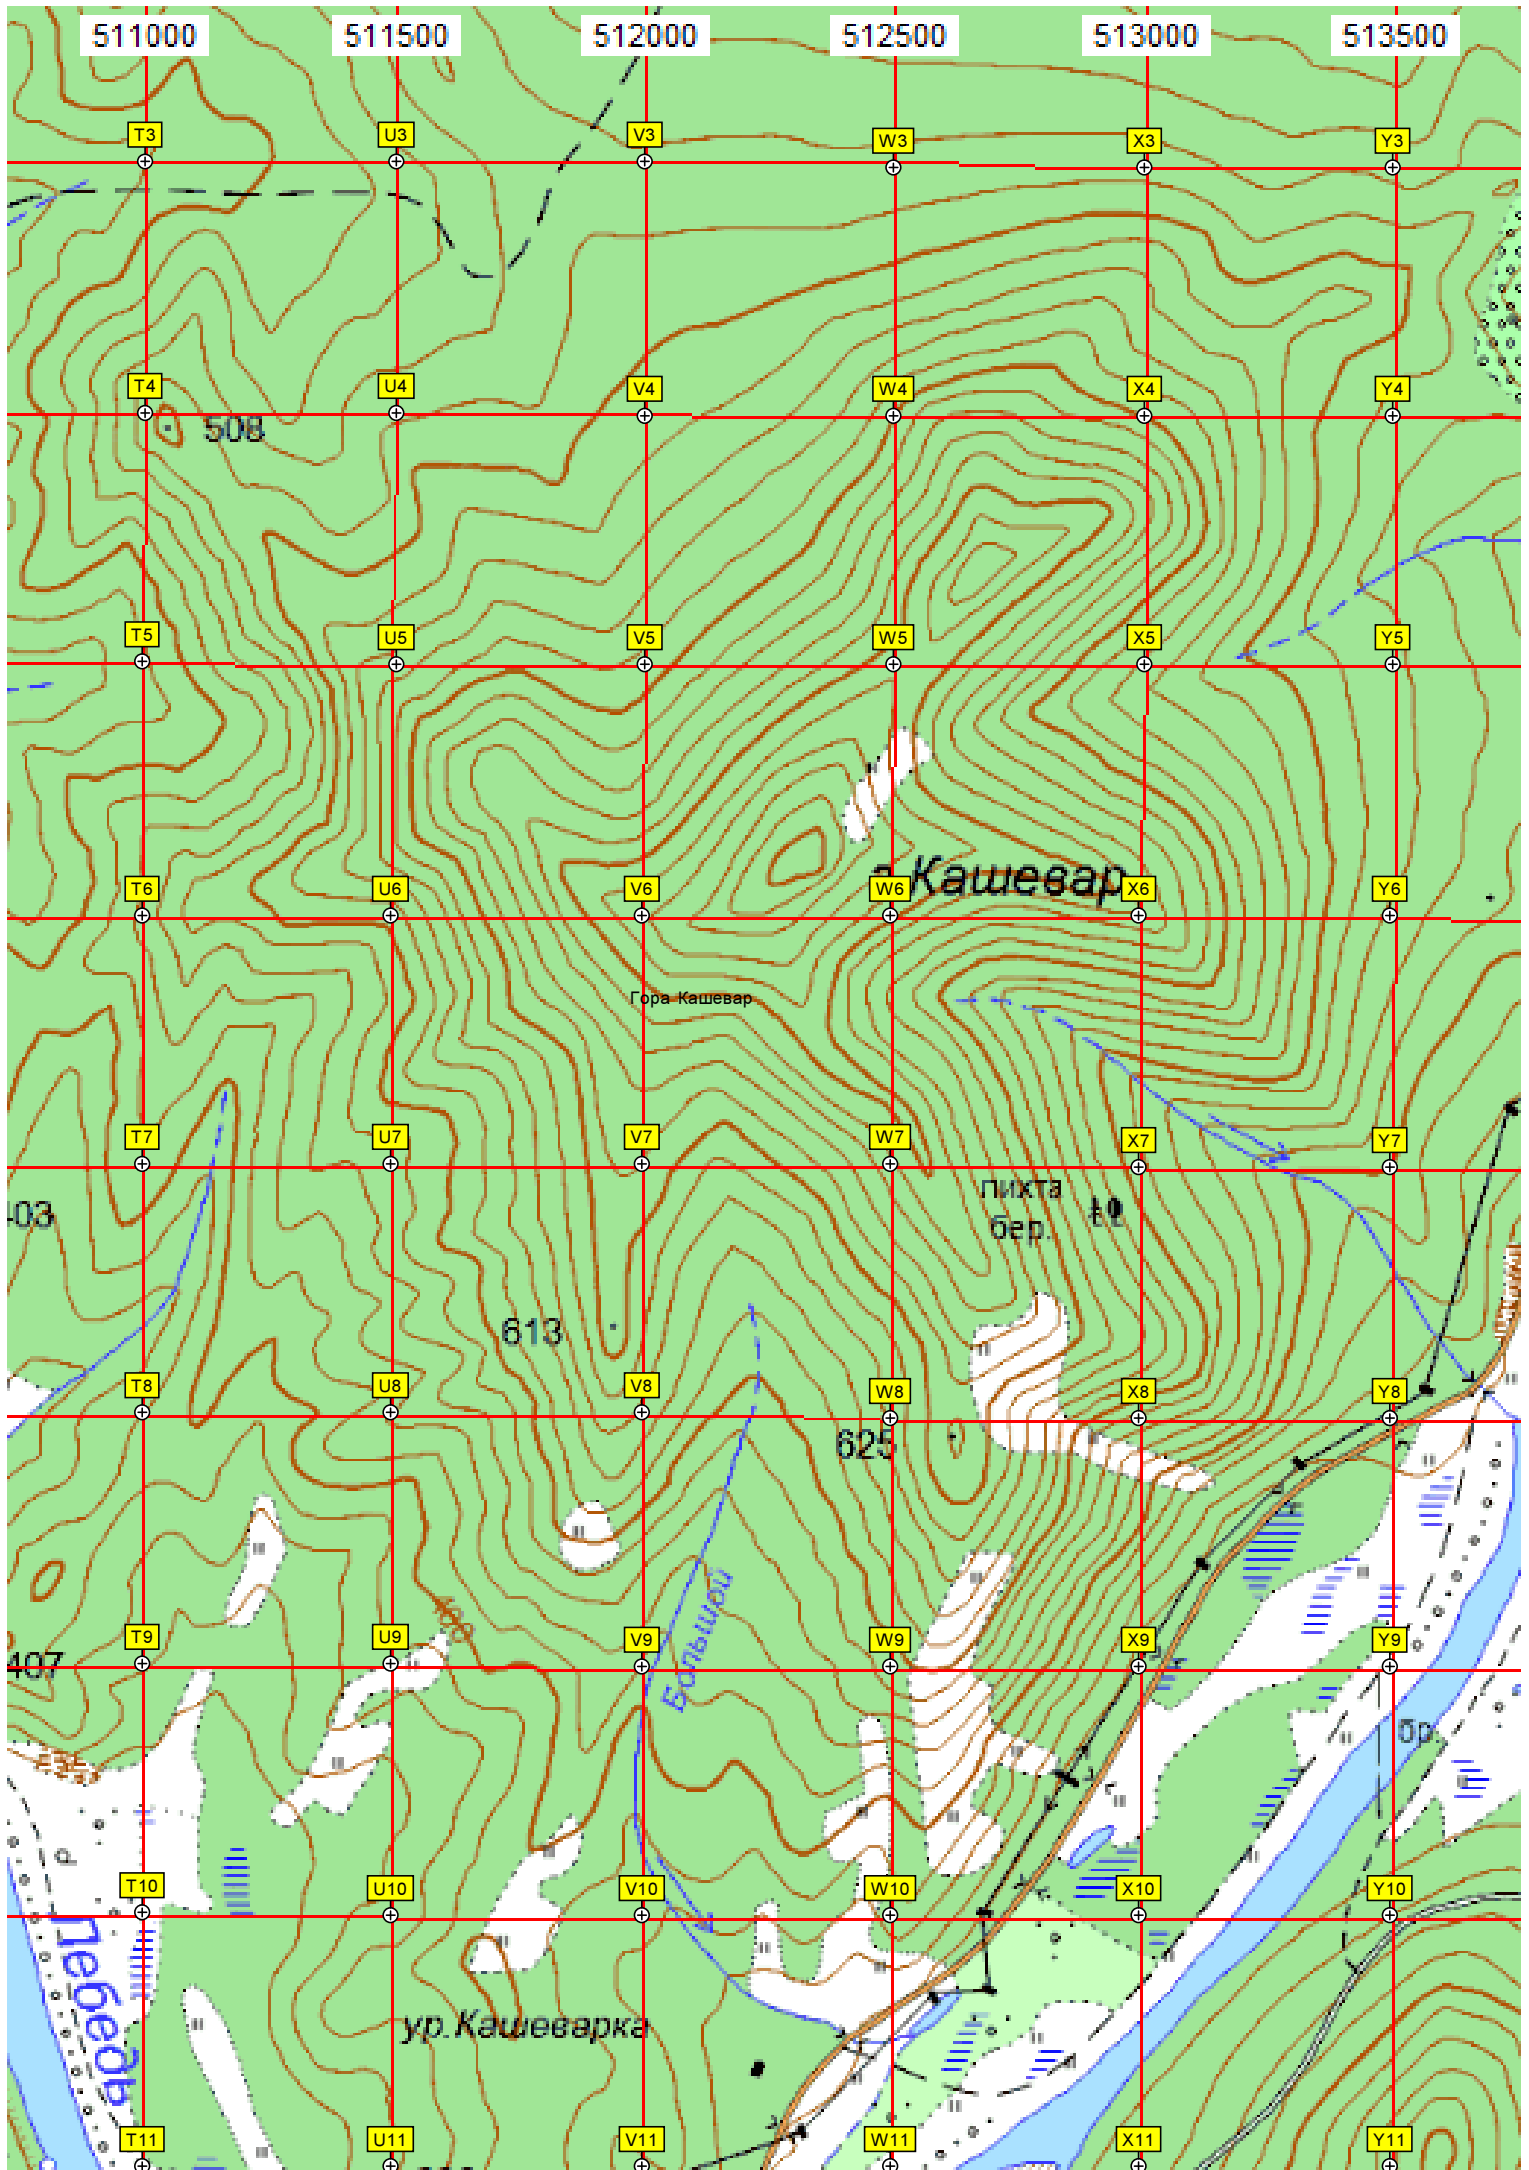 511000 511500 512000 512500 513000 513500
T3 U3 V3 W3 X3 Y3
T4 U4 V4 W4 X4 Y4
508
T5 U5 V5 W5 X5 Y5
Кашевар
T6 U6 V6 W6 X6 Y6
Гора Кашевар
T7 U7 V7 W7 X7 Y7
пихта
бер.
613
T8 U8 V8 W8 X8 Y8
625
Большой
T9 U9 V9 W9 X9 Y9
407
бр.
р
T10 U10 V10 W10 X10 Y10
Лебедь
ур.Кашеварка
T11 U11 V11 W11 X11 Y11